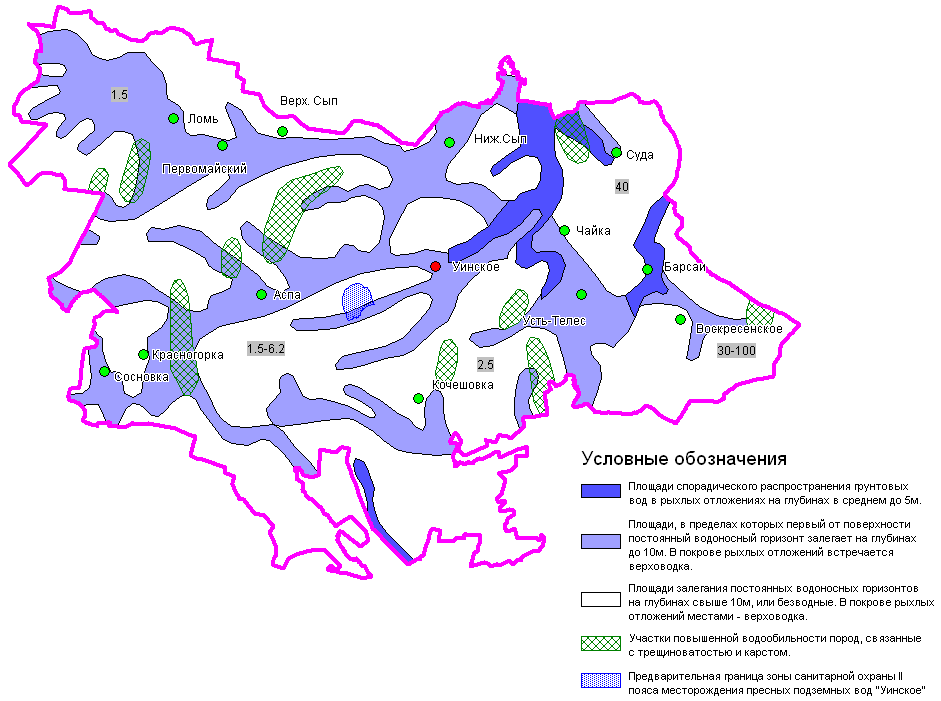 1.5
Верх. Сып
Ломь
Ниж.Сып
Первомайский
Суда
40
Чайка
Уинское
Барсаи
Аспа
Усть-Телес
Воскресенское
Красногорка
1.5-6.2
30-100
Сосновка
2.5
Кочешовка
Условные обозначения
Площади спорадического распространения грунтовых
вод в рыхлых отложениях на глубинах в среднем до 5м.
Площади, в пределах которых первый от поверхности
постоянный водоносный горизонт залегает на глубинах
до 10м. В покрове рыхлых отложений встречается
верховодка.
Площади залегания постоянных водоносных горизонтов
на глубинах свыше 10м, или безводные. В покрове рыхлых
отложений местами - верховодка.
Участки повышенной водообильности пород, связанные
с трещиноватостью и карстом.
Предварительная граница зоны санитарной охраны II
пояса месторождения пресных подземных вод "Уинское"